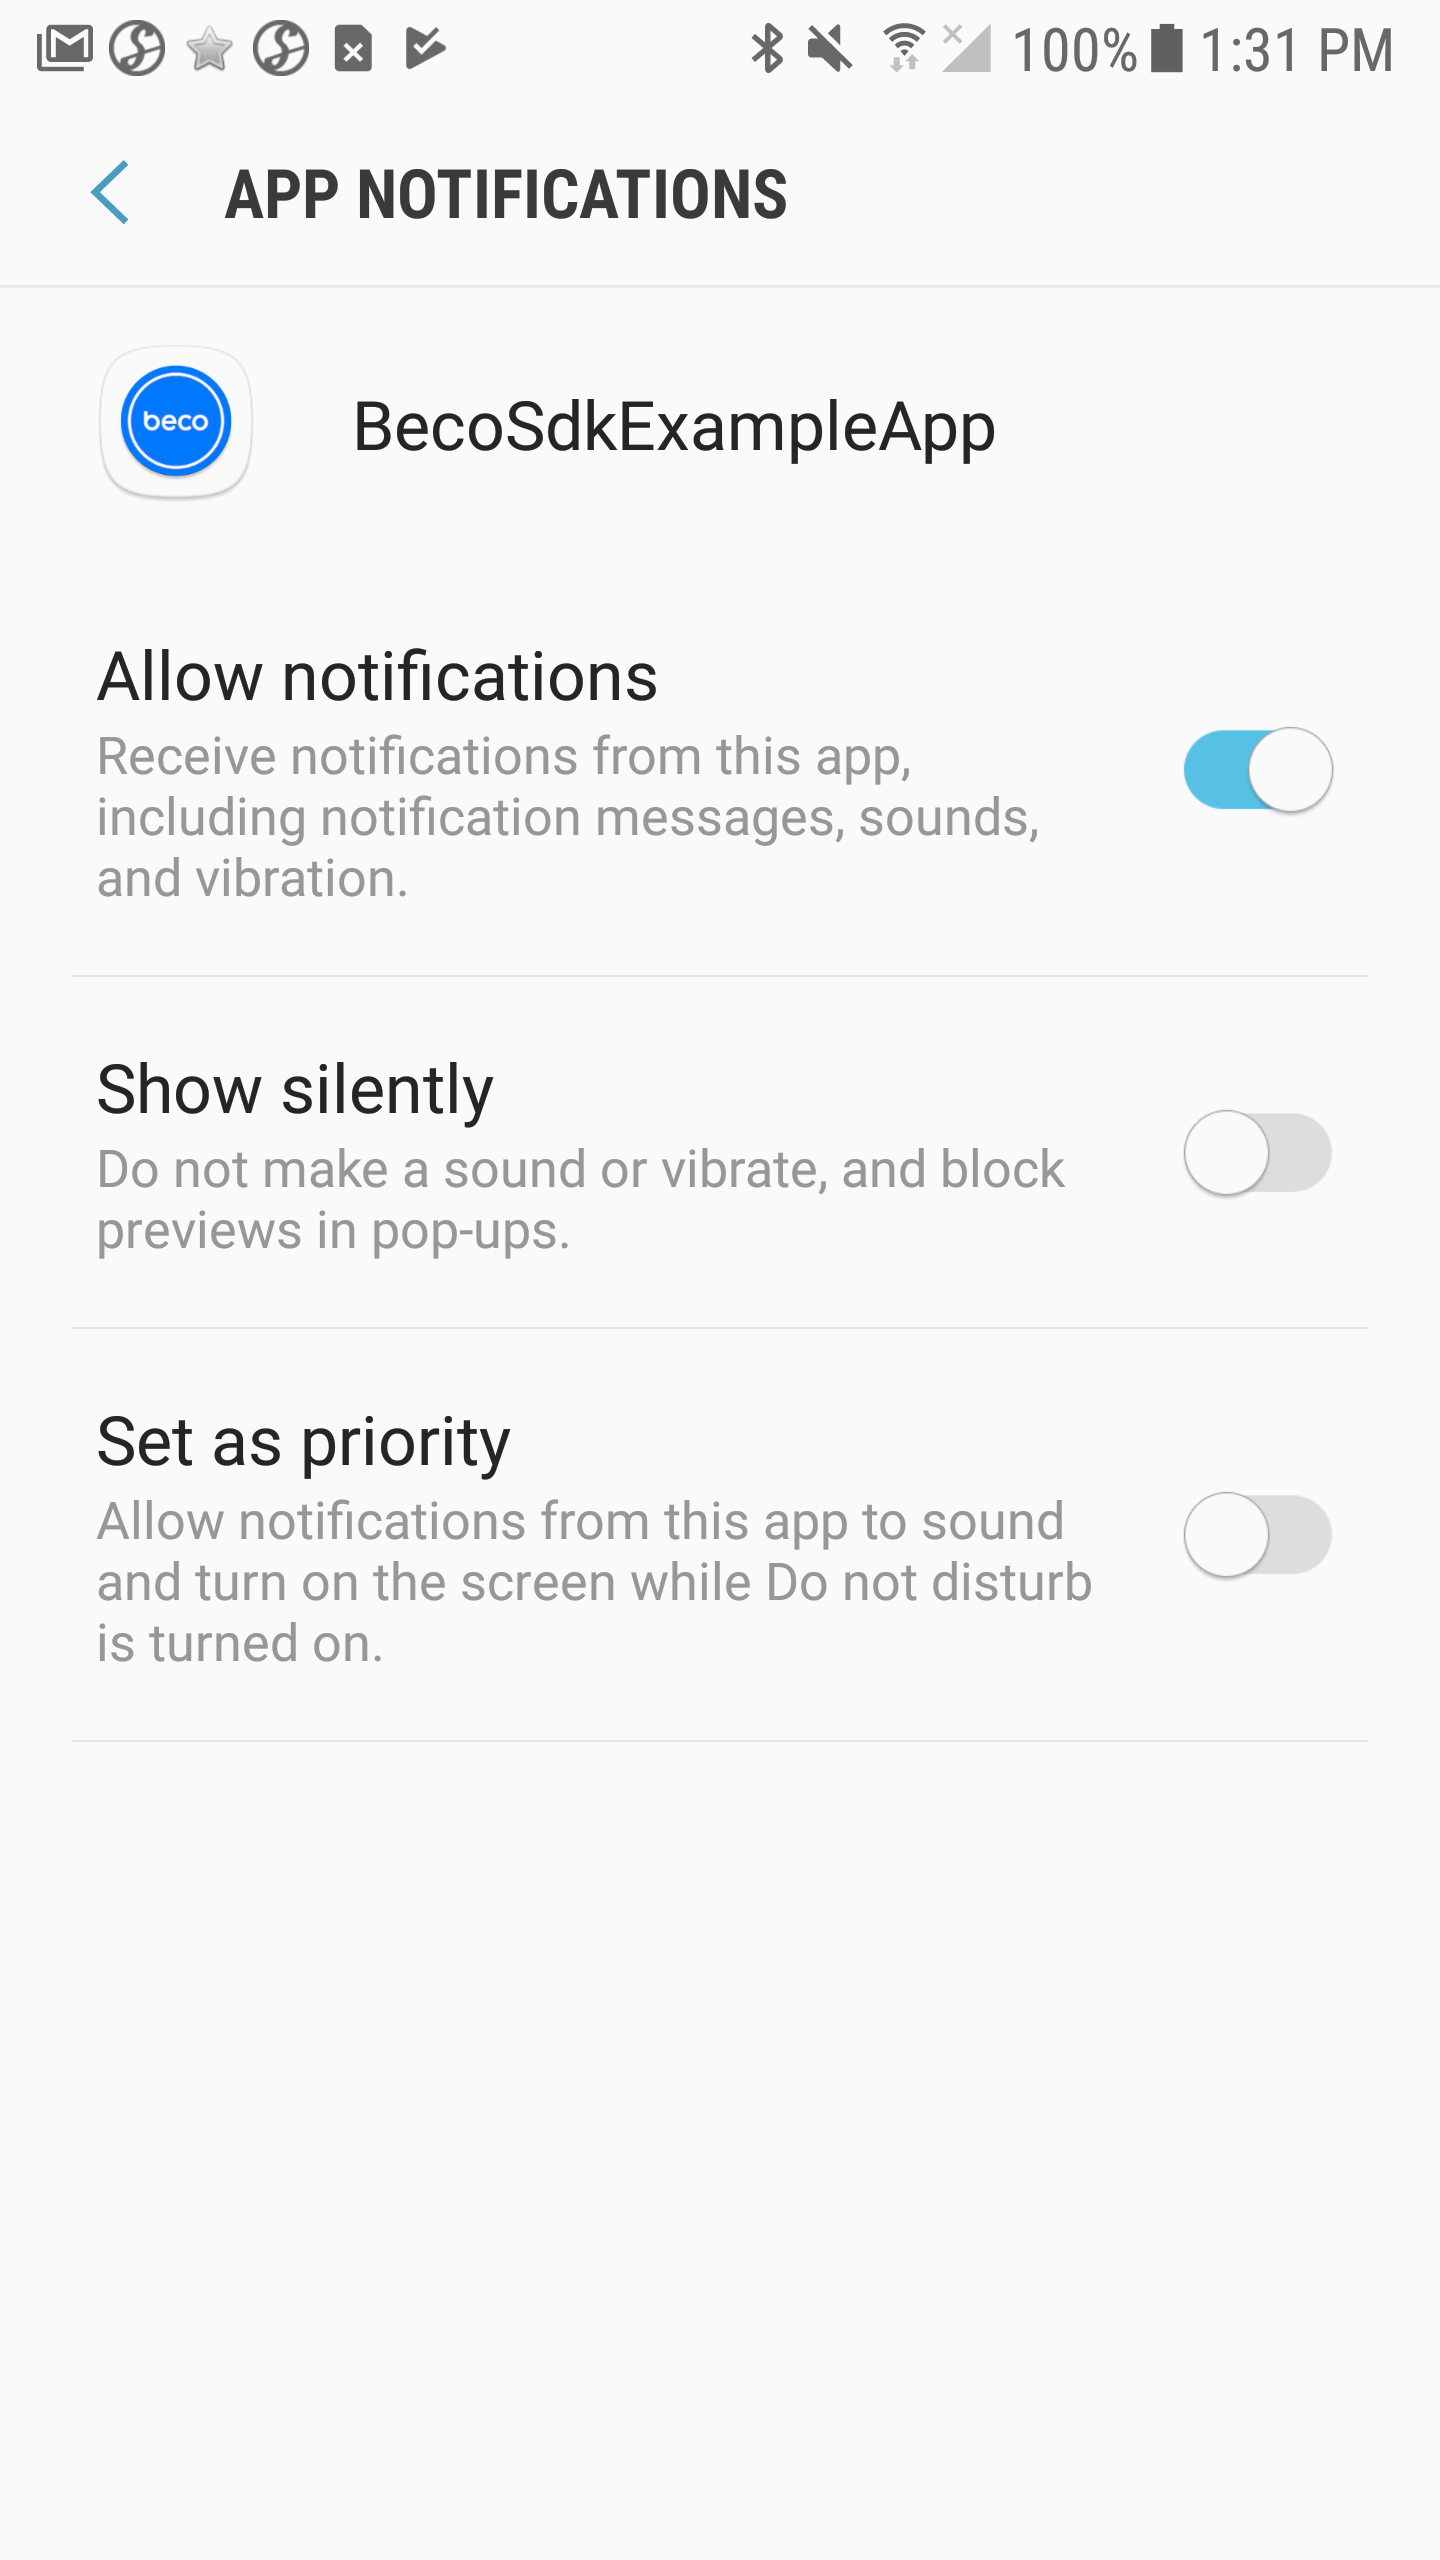 100% 1:31 PM
APP NOTIFICATIONS
beco
BecoSdkExampleApp
Allow notifications
Receive notifications from this app,
including notification messages, sounds,
and vibration.
Show silently
Do not make a sound or vibrate, and block
previews in pop-ups.
Set as priority
Allow notifications from this app to sound
and turn on the screen while Do not disturb
is turned on.